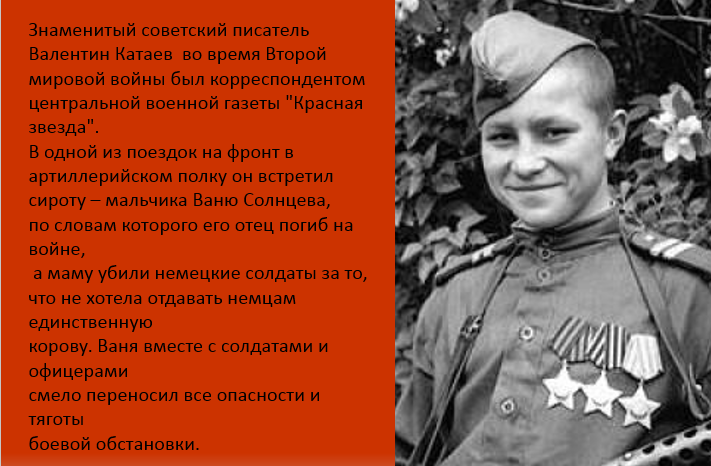 Знаменитый советский писатель
Валентин Катаев во время Второй
мировой войны был корреспондентом
центральной военной газеты "Красная
звезда".
В одной из поездок на фронт в
артиллерийском полку он встретил
сироту – мальчика Ваню Солнцева,
по словам которого его отец погиб на
войне,
а маму убили немецкие солдаты за то,
что не хотела отдавать немцам
единственную
корову. Ваня вместе с солдатами и
офицерами
смело переносил все опасности и
тяготы
боевой обстановки.